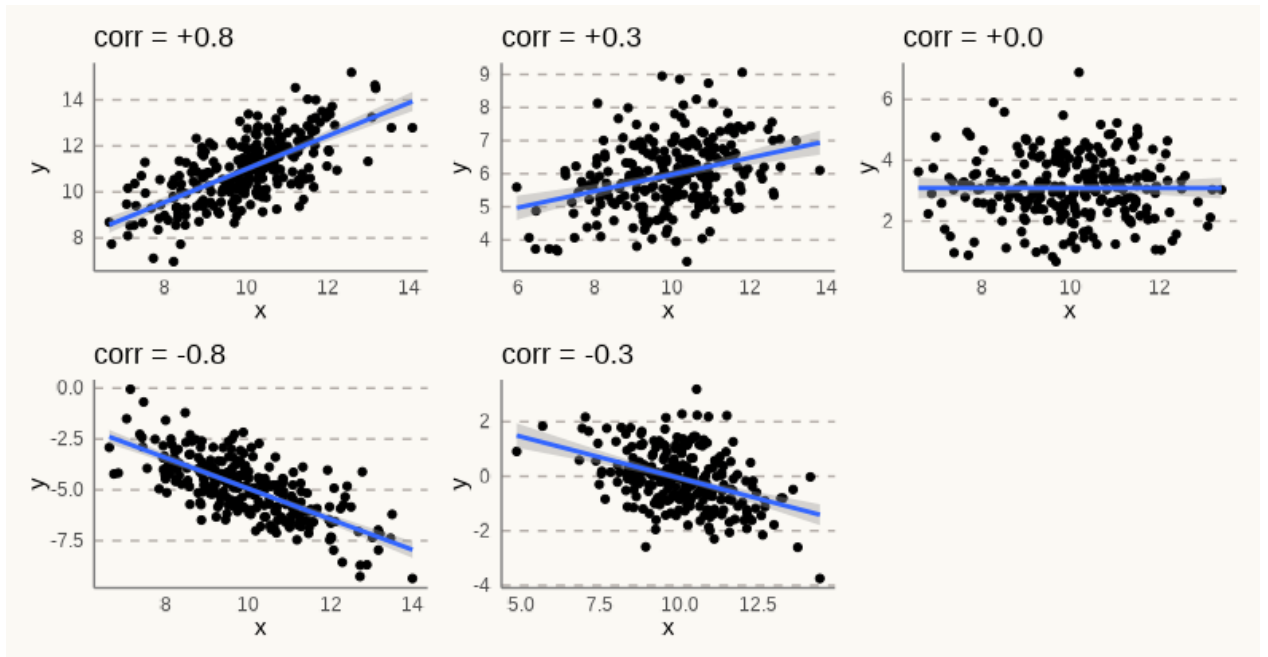 corr = +0.8
14
12
10
8
y
8 10 12 14
x
corr = +0.3
9
8
7
6
5
4
y
6 8 10 12 14
x
corr = +0.0
6
4
2
y
8 10 12
x
corr = -0.8
0.0
-2.5
-5.0
-7.5
y
8 10 12 14
x
corr = -0.3
2
0
-2
-4
y
5.0 7.5 10.0 12.5
x